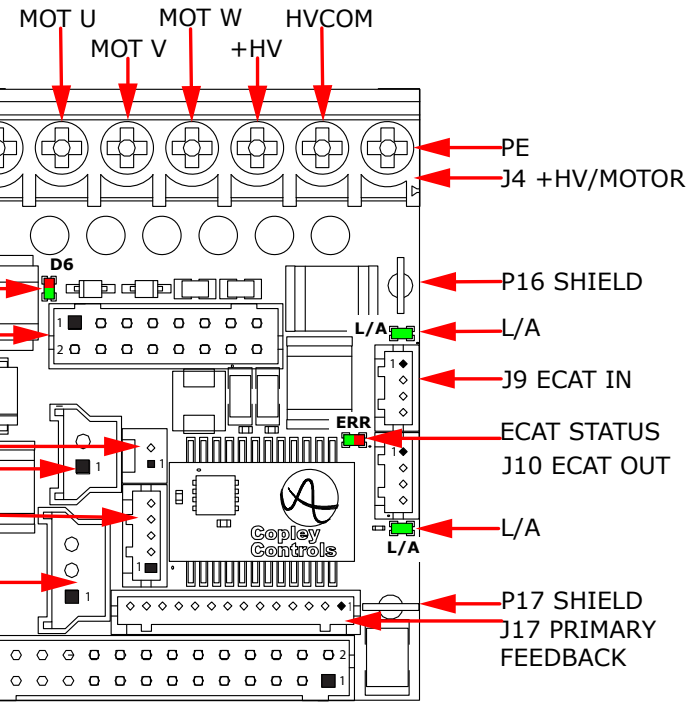 MOT U
MOT W
HVCOM
MOT V
+HV
PE
J4 +HV/MOTOR
D6
P16 SHIELD
1
L/A
L/A
2
1
J9 ECAT IN
ERR
ECAT STATUS
1
J10 ECAT OUT
1
1
Copley
Controls
L/A
L/A
1
1
1
P17 SHIELD
J17 PRIMARY
FEEDBACK
2
1